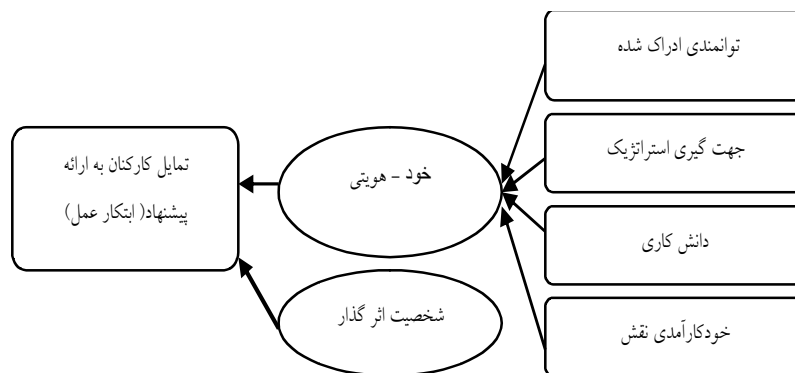 توانمندی ادراک شده
جهت گیری استراتژیک
دانش کاری
خودکارآمدی نقش
خود - هویتی
شخصیت اثر گذار
تمایل کارکنان به ارائه
پیشنهاد( ابتکار عمل)